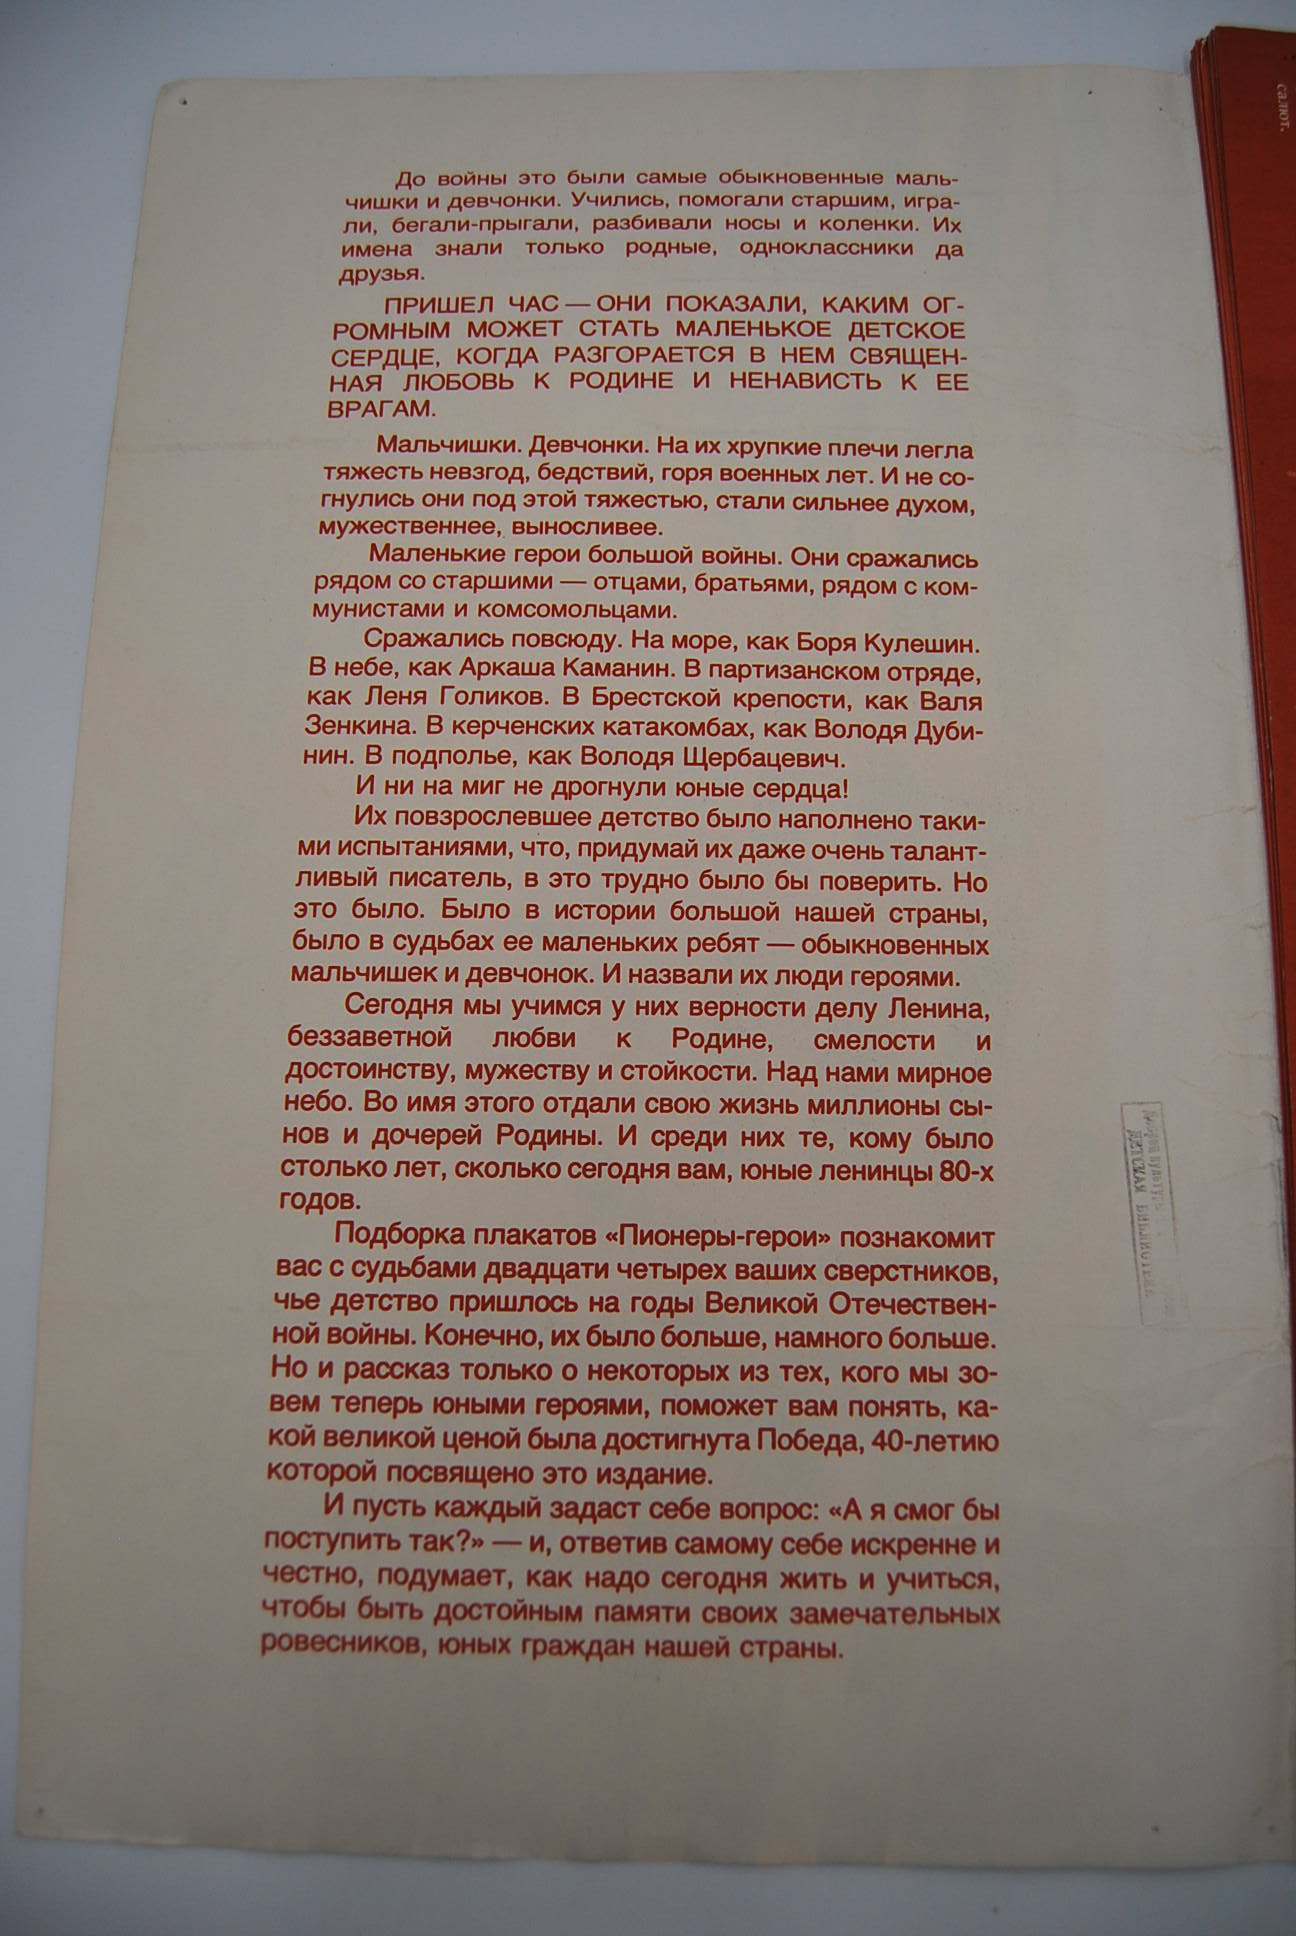 До войны это были самые обыкновенные маль-
чишки и девчонки. Учились, помогали старшим, игра-
ли, бегали-прыгали, разбивали носы и коленки. Их
имена знали только родные, одноклассники да
друзья.
ПРИШЕЛ ЧАС — ОНИ ПОКАЗАЛИ, КАКИМ ОГ-
РОМНЫМ МОЖЕТ СТАТЬ МАЛЕНЬКОЕ ДЕТСКОЕ
СЕРДЦЕ, КОГДА РАЗГОРАЕТСЯ В НЕМ СВЯЩЕН-
НАЯ ЛЮБОВЬ К РОДИНЕ И НЕНАВИСТЬ К ЕЕ
ВРАГАМ.
Мальчишки. Девчонки. На их хрупкие плечи легла
тяжесть невзгод, бедствий, горя военных лет. И не со-
гнулись они под этой тяжестью, стали сильнее духом,
мужественнее, выносливее.
Маленькие герои большой войны. Они сражались
рядом со старшими — отцами, братьями, рядом с ком-
мунистами и комсомольцами.
Сражались повсюду. На море, как Боря Кулешин.
В небе, как Аркаша Каманин. В партизанском отряде,
как Леня Голиков. В Брестской крепости, как Валя
Зенкина. В керченских катакомбах, как Володя Дуби-
нин. В подполье, как Володя Щербацевич.
И ни на миг не дрогнули юные сердца!
Их повзрослевшее детство было наполнено таки-
ми испытаниями, что, придумай их даже очень талант-
ливый писатель, в это трудно было бы поверить. Но
это было. Было в истории большой нашей страны,
было в судьбах ее маленьких ребят — обыкновенных
мальчишек и девчонок. И назвали их люди героями.
Сегодня мы учимся у них верности делу Ленина,
беззаветной любви к Родине, смелости и
достоинству, мужеству и стойкости. Над нами мирное
небо. Во имя этого отдали свою жизнь миллионы сы-
нов и дочерей Родины. И среди них те, кому было
столько лет, сколько сегодня вам, юные ленинцы 80-х
годов.
Подборка плакатов «Пионеры-герои» познакомит
вас с судьбами двадцати четырех ваших сверстников,
чье детство пришлось на годы Великой Отечествен-
ной войны. Конечно, их было больше, намного больше.
Но и рассказ только о некоторых из тех, кого мы зо-
вем теперь юными героями, поможет вам понять, ка-
кой великой ценой была достигнута Победа, 40-летию
которой посвящено это издание.
И пусть каждый задаст себе вопрос: «А я смог бы
поступить так?» — и, ответив самому себе искренне и
честно, подумает, как надо сегодня жить и учиться,
чтобы быть достойным памяти своих замечательных
ровесников, юных граждан нашей страны.
ДЕТСКАЯ БИБЛИОТЕКА
салют.